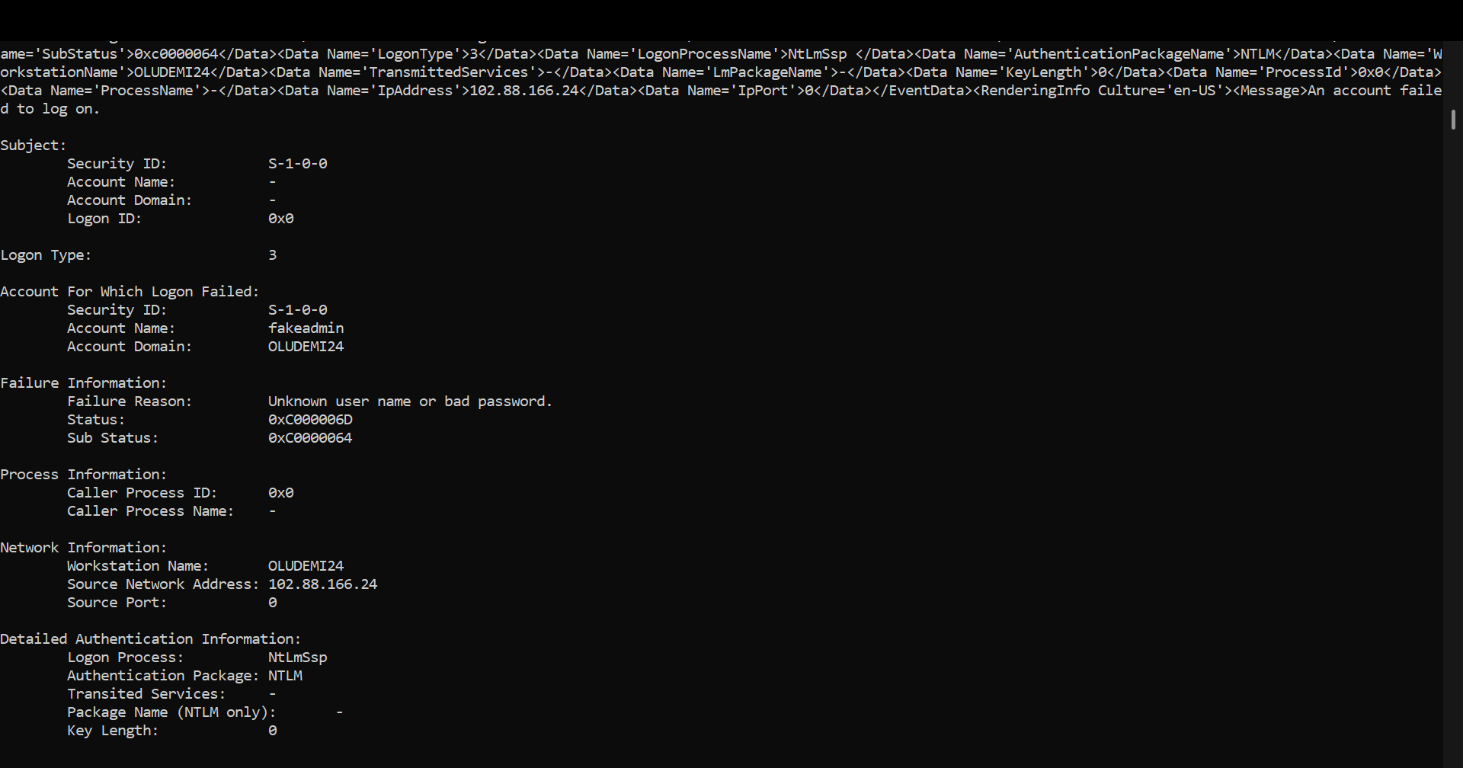 ame='SubStatus'>0xc0000064</Data><Data Name='LogonType'>3</Data><Data Name='LogonProcessName'>NtLmSsp </Data><Data Name='AuthenticationPackageName'>NTLM</Data><Data Name='W
orkstationName'>OLUDEMI24</Data><Data Name='TransmittedServices'>-</Data><Data Name='LmPackageName'>-</Data><Data Name='KeyLength'>0</Data><Data Name='ProcessId'>0x0</Data>
<Data Name='ProcessName'>-</Data><Data Name='IpAddress'>102.88.166.24</Data><Data Name='IpPort'>0</Data></EventData><RenderingInfo Culture='en-US'><Message>An account faile
d to log on.
Subject:
Security ID: S-1-0-0
Account Name: -
Account Domain: -
Logon ID: 0x0
Logon Type: 3
Account For Which Logon Failed:
Security ID: S-1-0-0
Account Name: fakeadmin
Account Domain: OLUDEMI24
Failure Information:
Failure Reason: Unknown user name or bad password.
Status: 0xC000006D
Sub Status: 0xC0000064
Process Information:
Caller Process ID: 0x0
Caller Process Name: -
Network Information:
Workstation Name: OLUDEMI24
Source Network Address: 102.88.166.24
Source Port: 0
Detailed Authentication Information:
Logon Process: NtLmSsp
Authentication Package: NTLM
Transited Services: -
Package Name (NTLM only): -
Key Length: 0